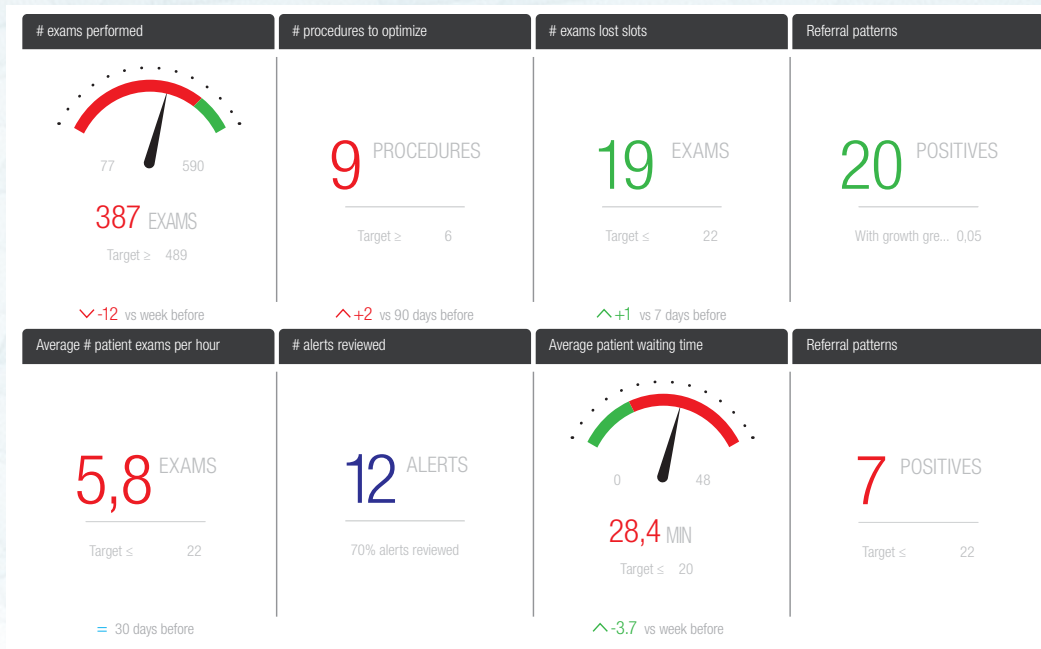 # exams performed
# procedures to optimize
# exams lost slots
Referral patterns
77 590
387 EXAMS
Target ≥ 489
-12 vs week before
9 PROCEDURES
Target ≥ 6
+2 vs 90 days before
19 EXAMS
Target ≤ 22
+1 vs 7 days before
20 POSITIVES
With growth gre... 0,05
Average # patient exams per hour
# alerts reviewed
Average patient waiting time
Referral patterns
5,8 EXAMS
Target ≤ 22
= 30 days before
12 ALERTS
70% alerts reviewed
0 48
28,4 MIN
Target ≤ 20
-3.7 vs week before
7 POSITIVES
Target ≤ 22